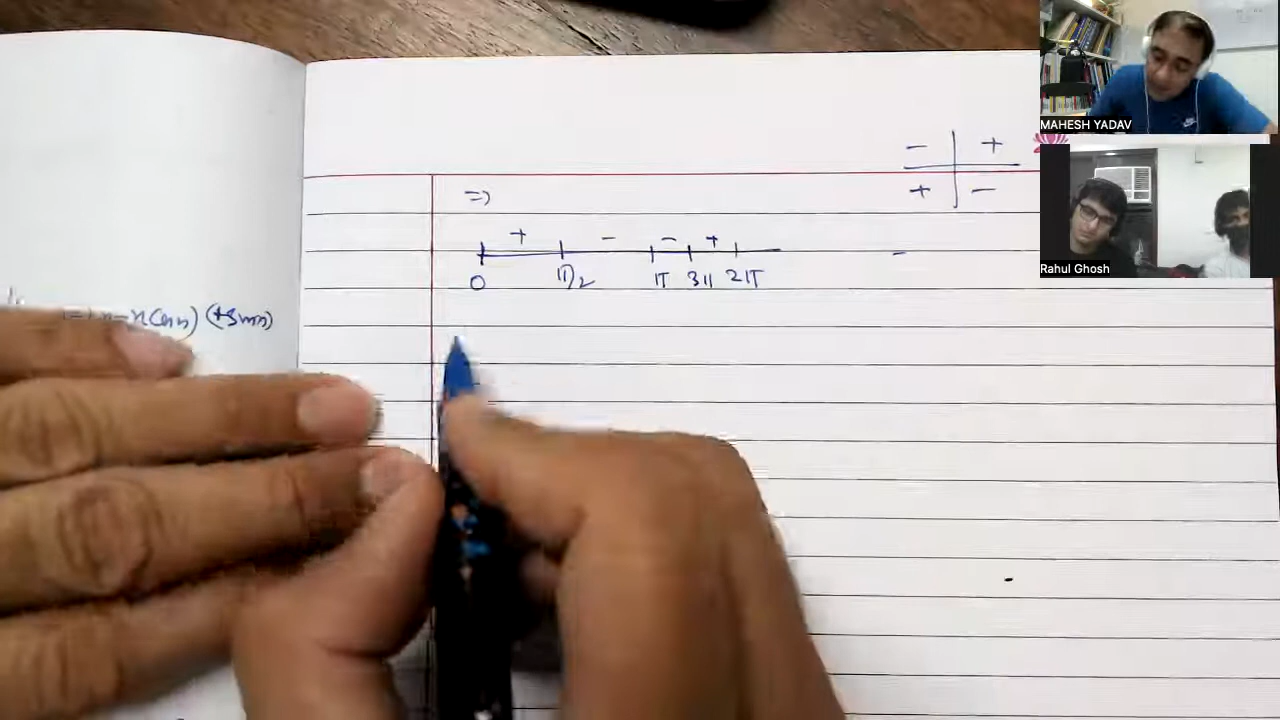 - +
+ -
=)
+ - - +
0 π/2 π 3π 2π
-
MAHESH YADAV
Rahul Ghosh